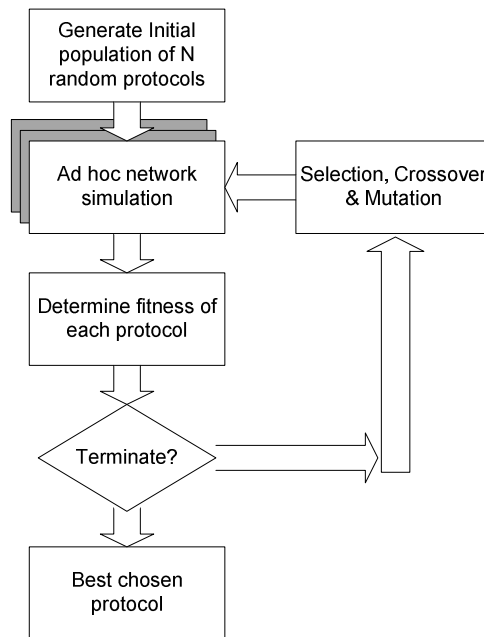 Generate Initial
population of N
random protocols
Ad hoc network
simulation
Selection, Crossover
& Mutation
Determine fitness of
each protocol
Terminate?
Best chosen
protocol